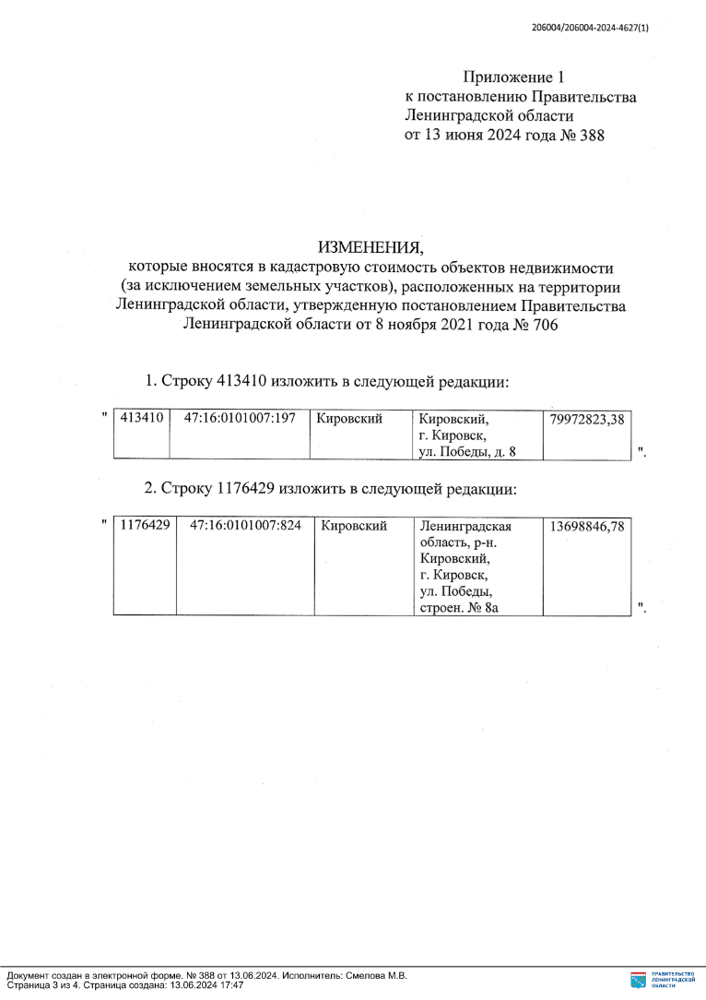 206004/206004-2024-4627(1)
Приложение 1
к постановлению Правительства
Ленинградской области
от 13 июня 2024 года № 388
ИЗМЕНЕНИЯ,
которые вносятся в кадастровую стоимость объектов недвижимости
(за исключением земельных участков), расположенных на территории
Ленинградской области, утвержденную постановлением Правительства
Ленинградской области от 8 ноября 2021 года № 706
1. Строку 413410 изложить в следующей редакции:
" 413410 47:16:0101007:197 Кировский Кировский, 79972823,38
г. Кировск,
ул. Победы, д. 8 ".
2. Строку 1176429 изложить в следующей редакции:
" 1176429 47:16:0101007:824 Кировский Ленинградская 13698846,78
область, р-н.
Кировский,
г. Кировск,
ул. Победы,
строен. № 8а ".
Документ создан в электронной форме. № 388 от 13.06.2024. Исполнитель: Смелова М.В.
Страница 3 из 4. Страница создана: 13.06.2024 17:47
ПРАВИТЕЛЬСТВО
ЛЕНИНГРАДСКОЙ
ОБЛАСТИ